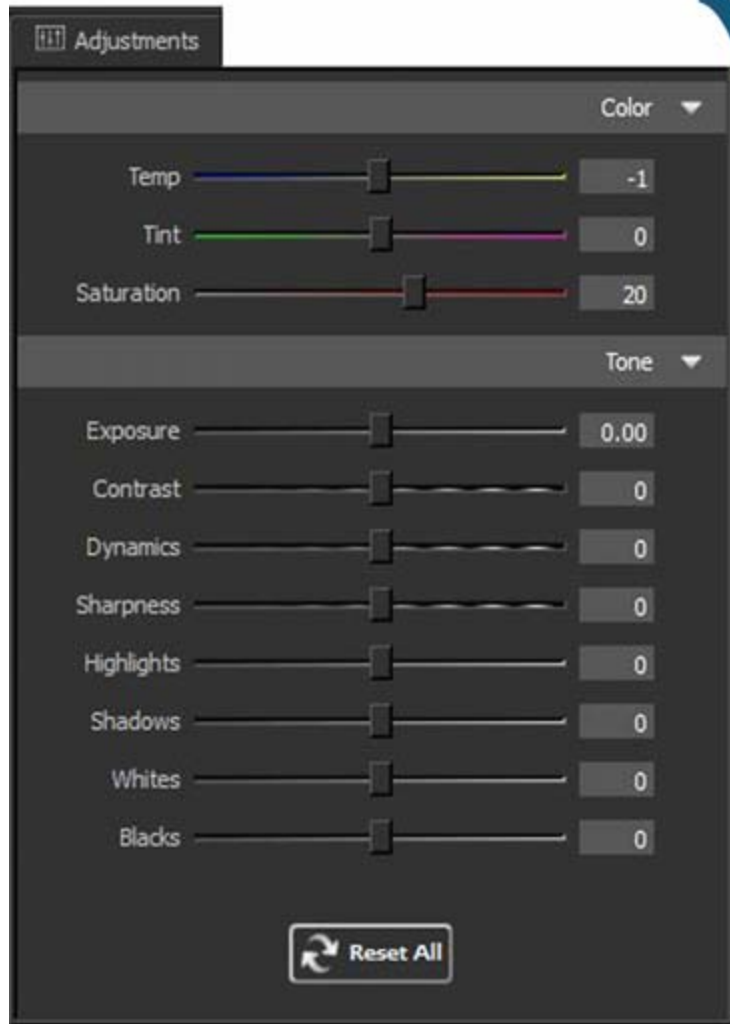 Adjustments
Color
Temp -1
Tint 0
Saturation 20
Tone
Exposure 0.00
Contrast 0
Dynamics 0
Sharpness 0
Highlights 0
Shadows 0
Whites 0
Blacks 0
Reset All